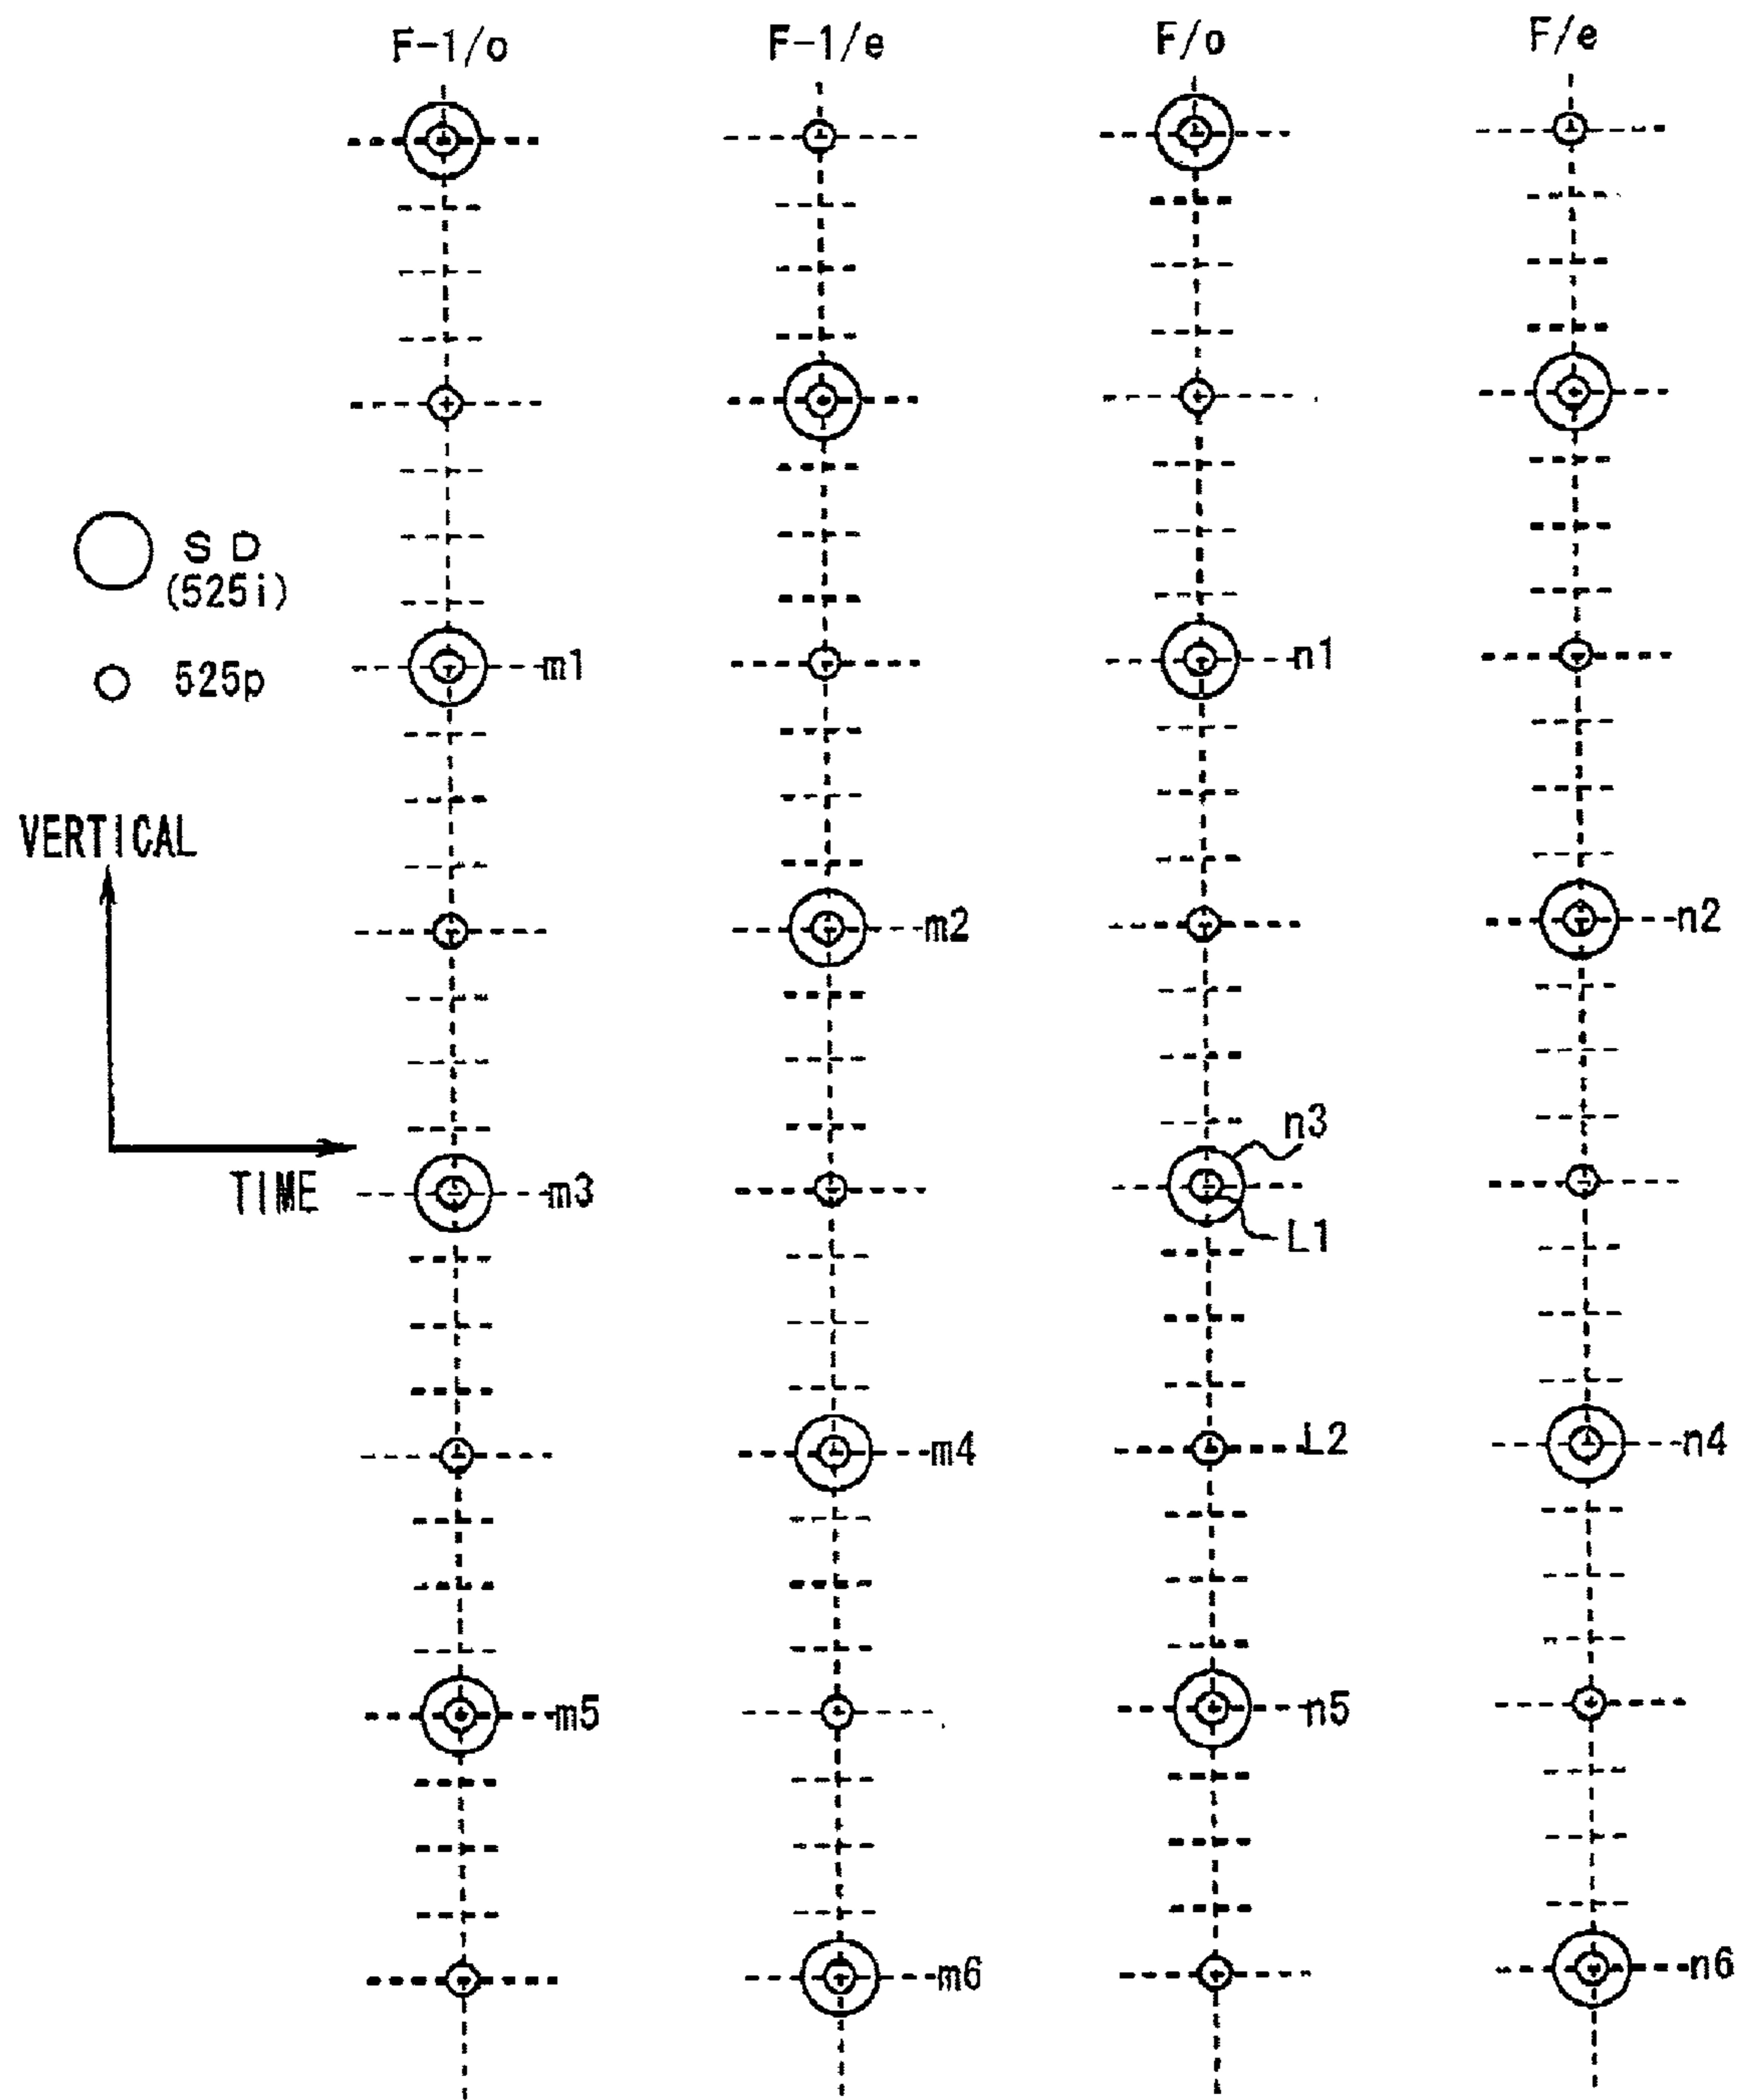 F-1/o F-1/e F/o F/e
SD
(525i)
525p
m1 n1
VERTICAL
m2 n2
n3
TIME m3
L1
m4 L2 n4
m5 n5
m6 n6